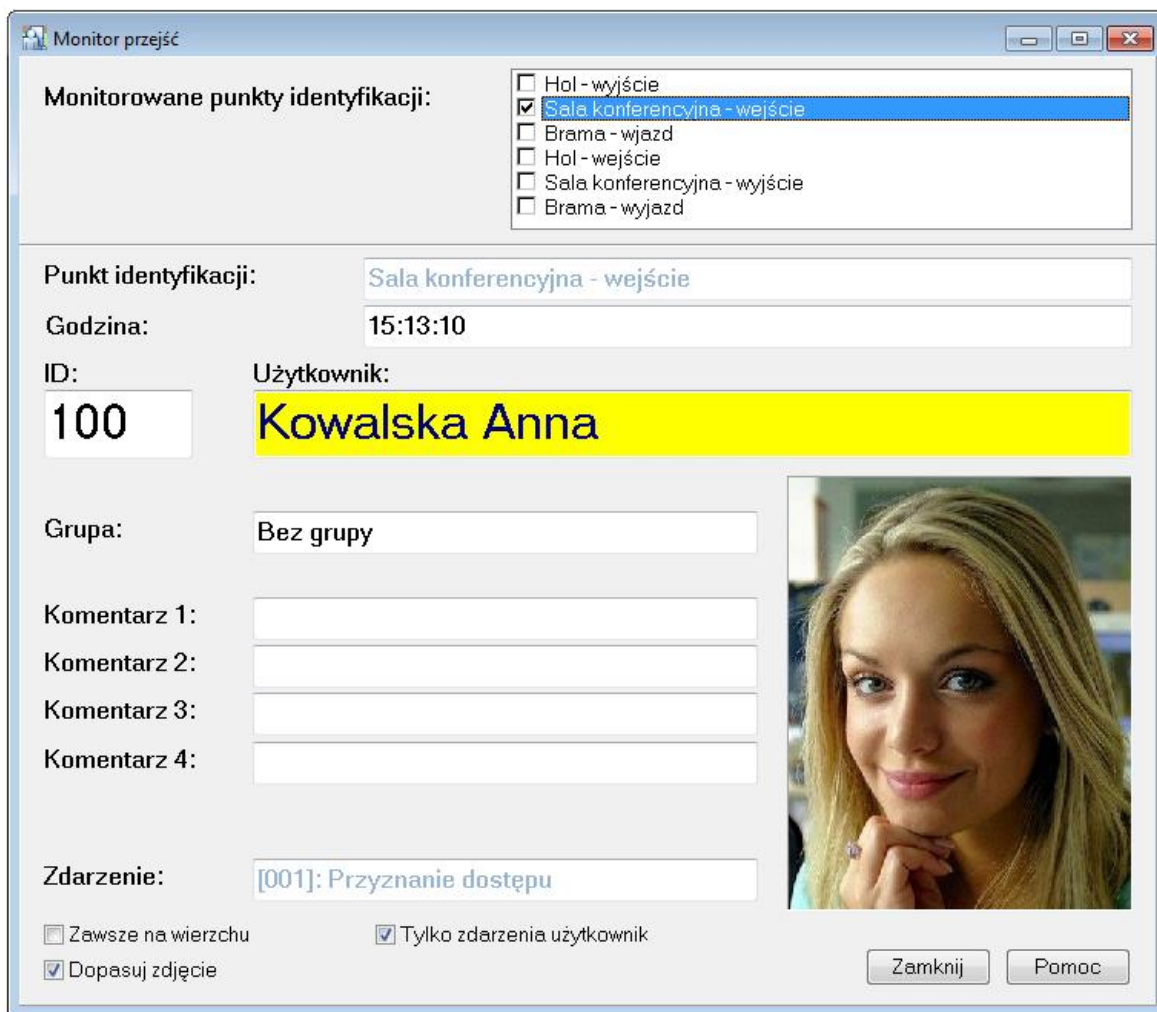 Monitor przejść
Monitorowane punkty identyfikacji:
Hol - wyjście
Sala konferencyjna - wejście
Brama - wjazd
Hol - wejście
Sala konferencyjna - wyjście
Brama - wyjazd
Punkt identyfikacji: Sala konferencyjna - wejście
Godzina: 15:13:10
ID: Użytkownik:
100 Kowalska Anna
Grupa: Bez grupy
Komentarz 1:
Komentarz 2:
Komentarz 3:
Komentarz 4:
Zdarzenie: [001]: Przyznanie dostępu
Zawsze na wierzchu Tylko zdarzenia użytkownik
Dopasuj zdjęcie Zamknij Pomoc